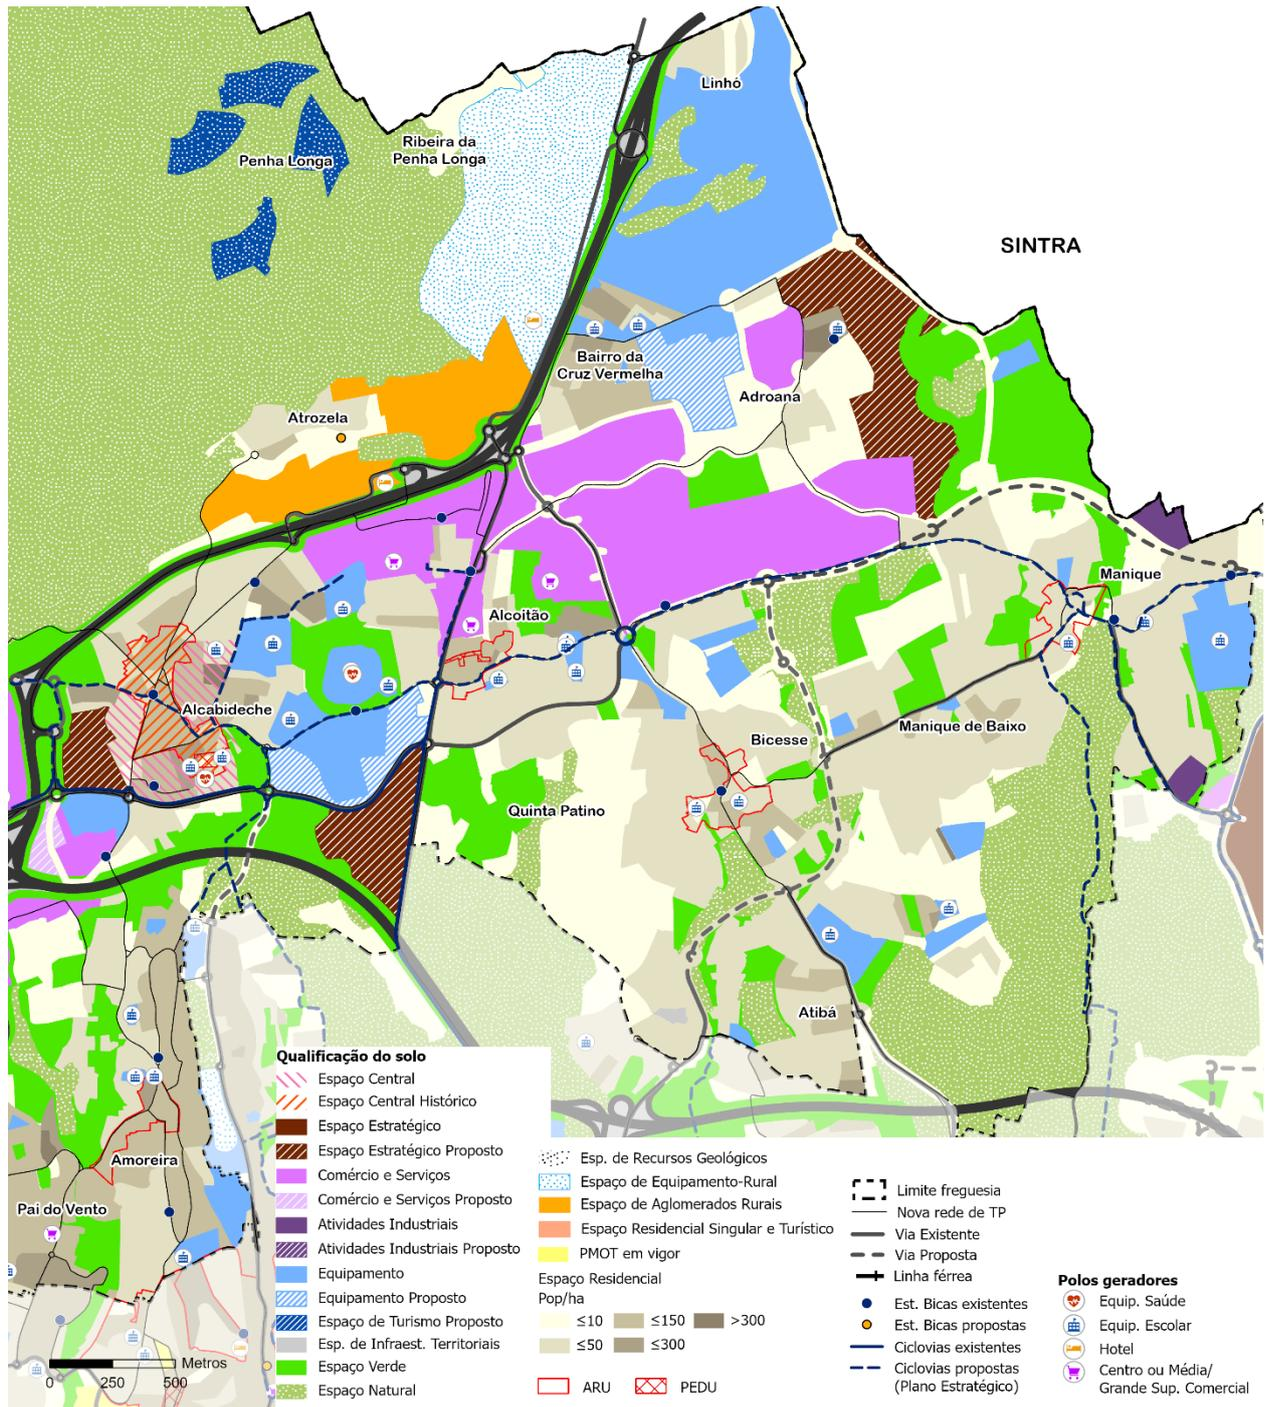 Linhó
Ribeira da
Penha Longa
Penha Longa
SINTRA
Bairro da
Cruz Vermelha
Adroana
Atrozela
Manique
Alcoitão
Alcabideche
Manique de Baixo
Bicesse
Quinta Patino
Atibá
Amoreira
Pai do Vento
Metros
0 250 500
Qualificação do solo
Espaço Central
Espaço Central Histórico
Espaço Estratégico
Espaço Estratégico Proposto
Comércio e Serviços
Comércio e Serviços Proposto
Atividades Industriais
Atividades Industriais Proposto
Equipamento
Equipamento Proposto
Espaço de Turismo Proposto
Esp. de Infraest. Territoriais
Espaço Verde
Espaço Natural
Esp. de Recursos Geológicos
Espaço de Equipamento-Rural
Espaço de Aglomerados Rurais
Espaço Residencial Singular e Turístico
PMOT em vigor
Espaço Residencial
Pop/ha
≤10 ≤150 >300
≤50 ≤300
ARU PEDU
Limite freguesia
Nova rede de TP
Via Existente
Via Proposta
Linha férrea
Est. Bicas existentes
Est. Bicas propostas
Ciclovias existentes
Ciclovias propostas
(Plano Estratégico)
Polos geradores
Equip. Saúde
Equip. Escolar
Hotel
Centro ou Média/
Grande Sup. Comercial